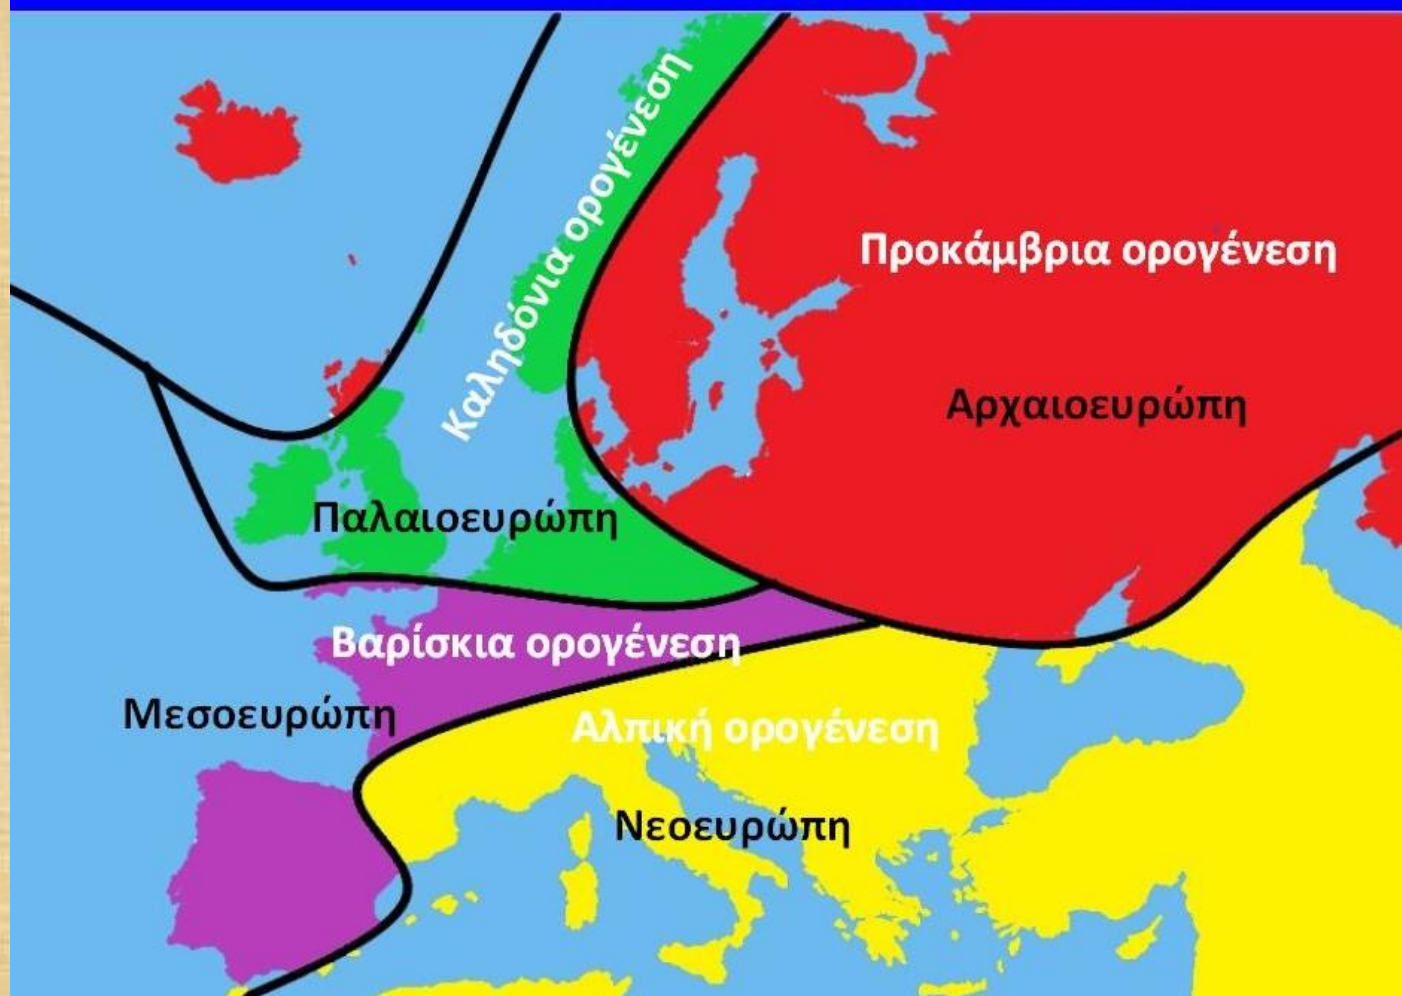 Καληδόνια ορογένεση
Προκάμβρια ορογένεση
Αρχαιοευρώπη
Παλαιοευρώπη
Βαρίσκια ορογένεση
Μεσοευρώπη
Αλπική ορογένεση
Νεοευρώπη